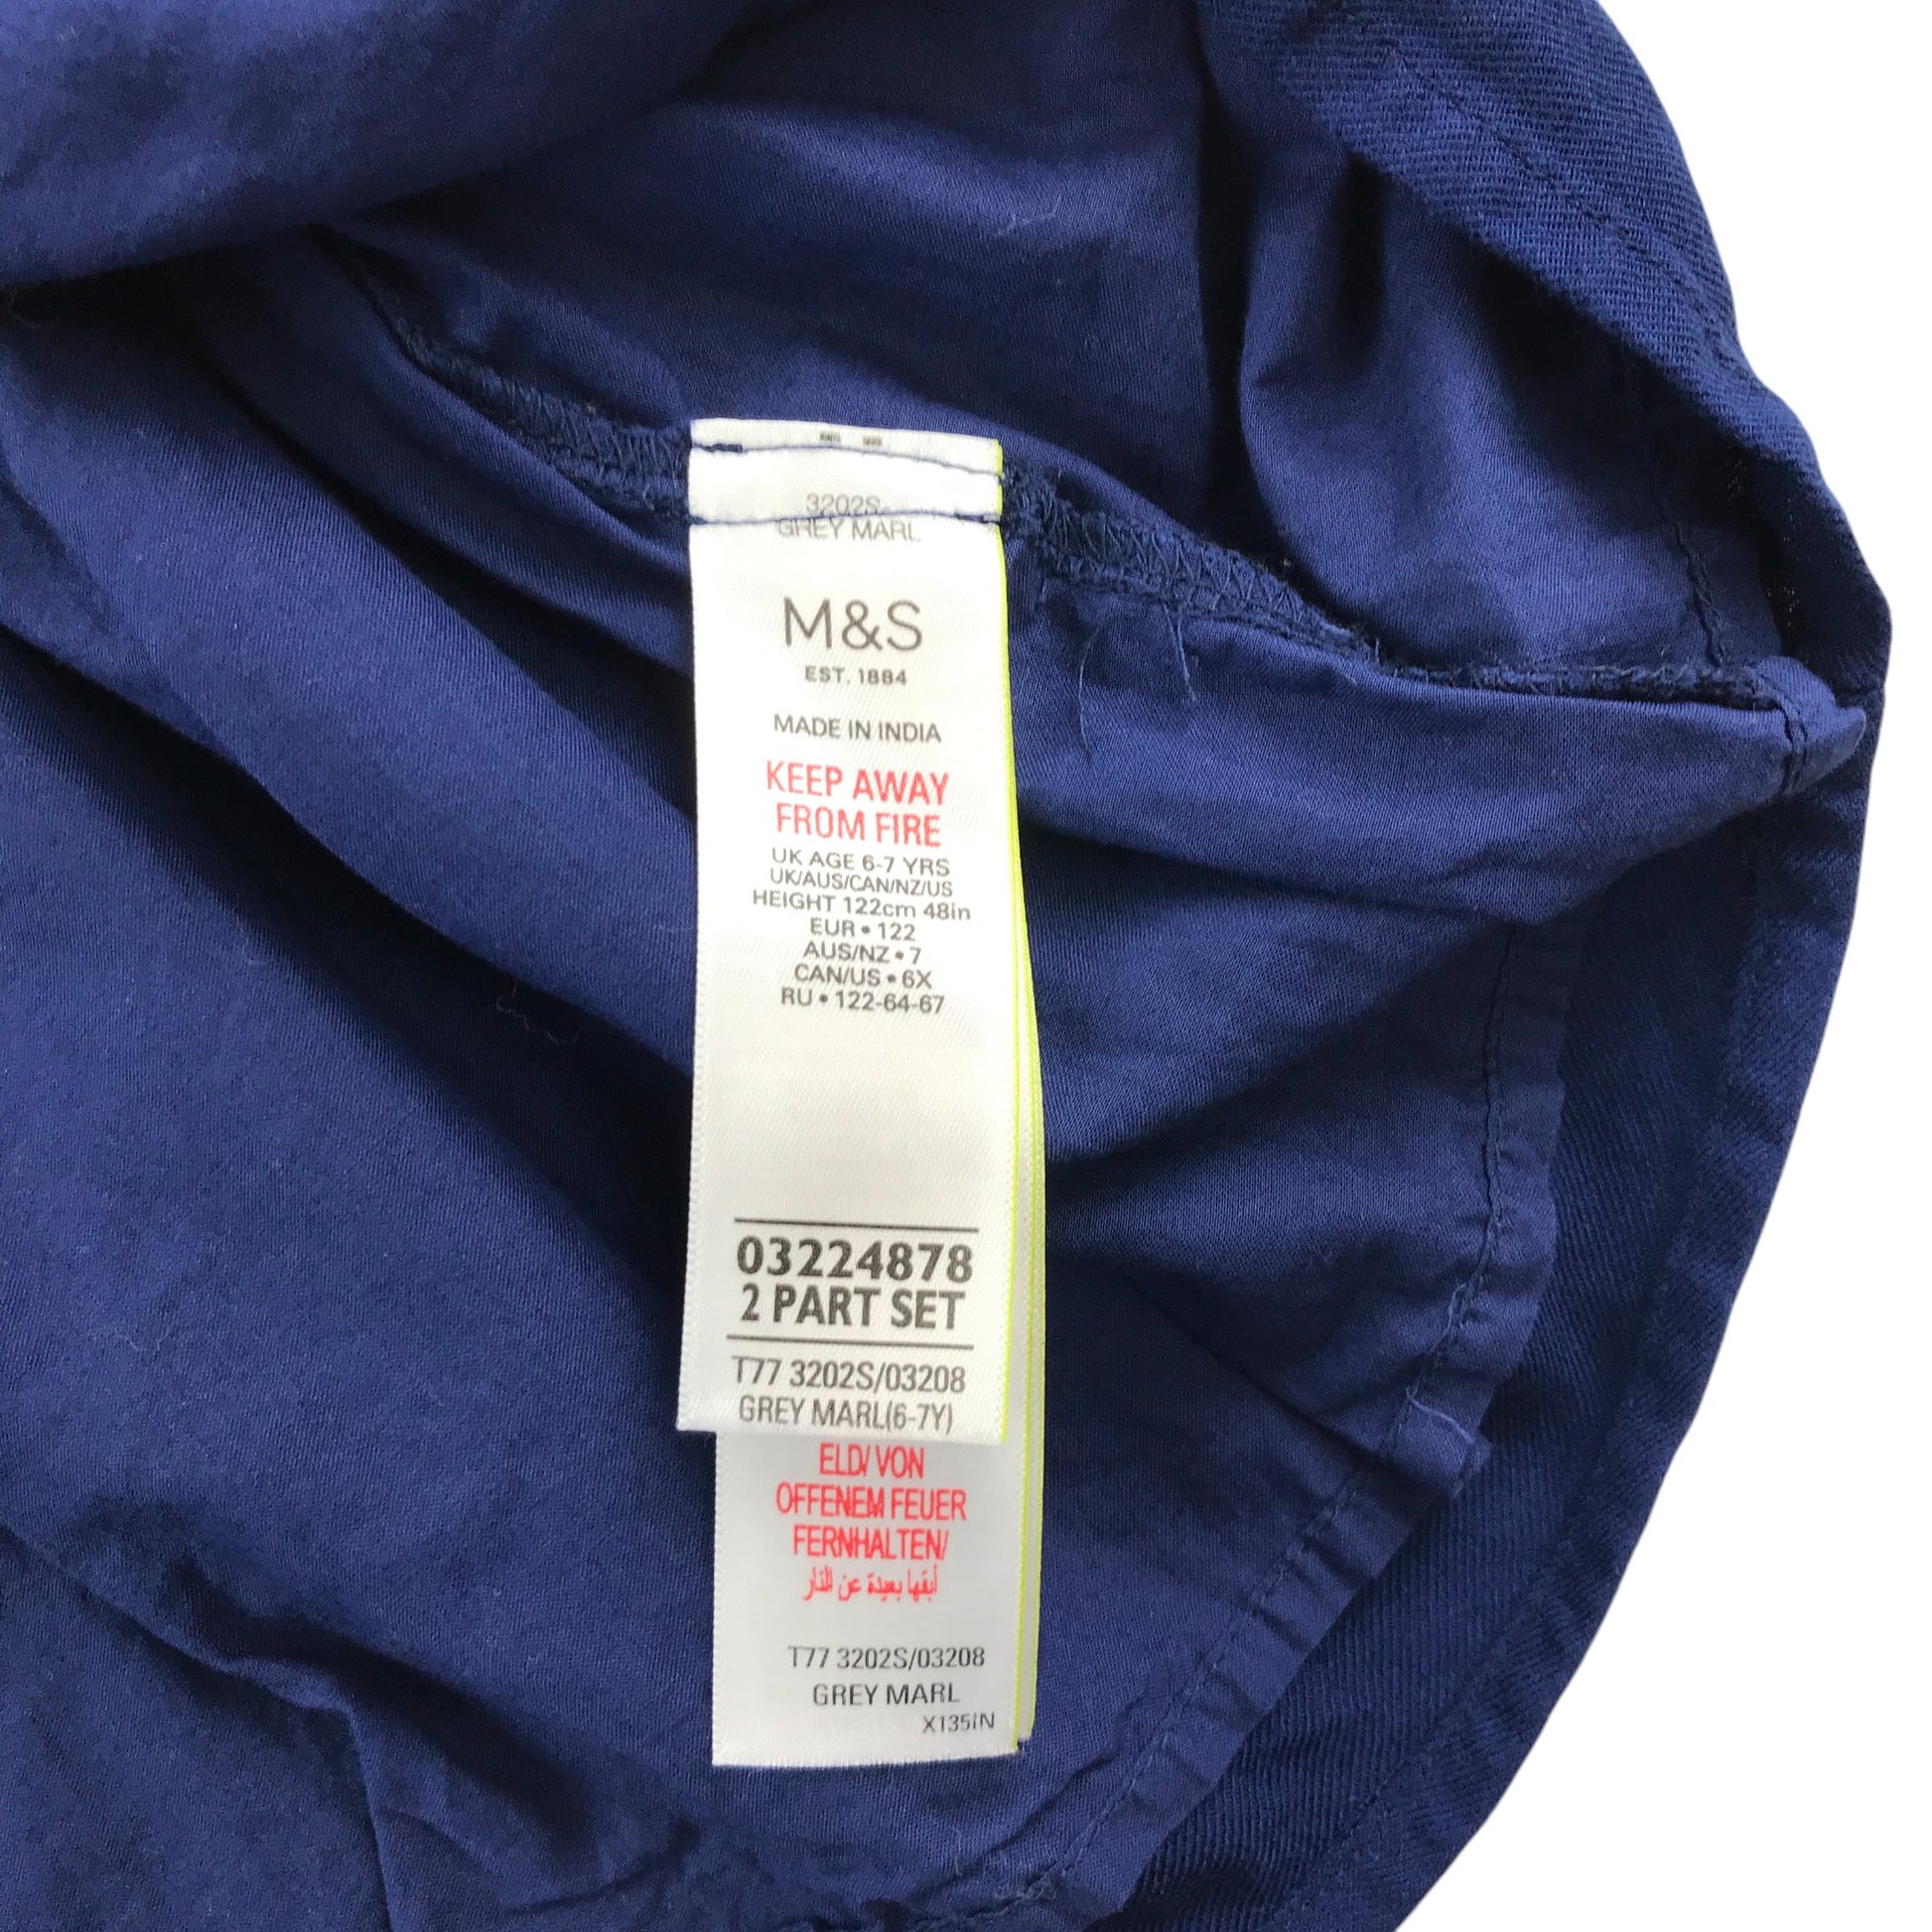 3202S
GREY MARL
M&S
EST. 1884
MADE IN INDIA
KEEP AWAY
FROM FIRE
UK AGE 6-7 YRS
UK/AUS/CAN/NZ/US
HEIGHT 122cm 48in
EUR • 122
AUS/NZ • 7
CAN/US • 6X
RU • 122-64-67
03224878
2 PART SET
T77 3202S/03208
GREY MARL(6-7Y)
ELD/ VON
OFFENEM FEUER
FERNHALTEN/
أبقها بعيدة عن النار
T77 3202S/03208
GREY MARL
X135IN